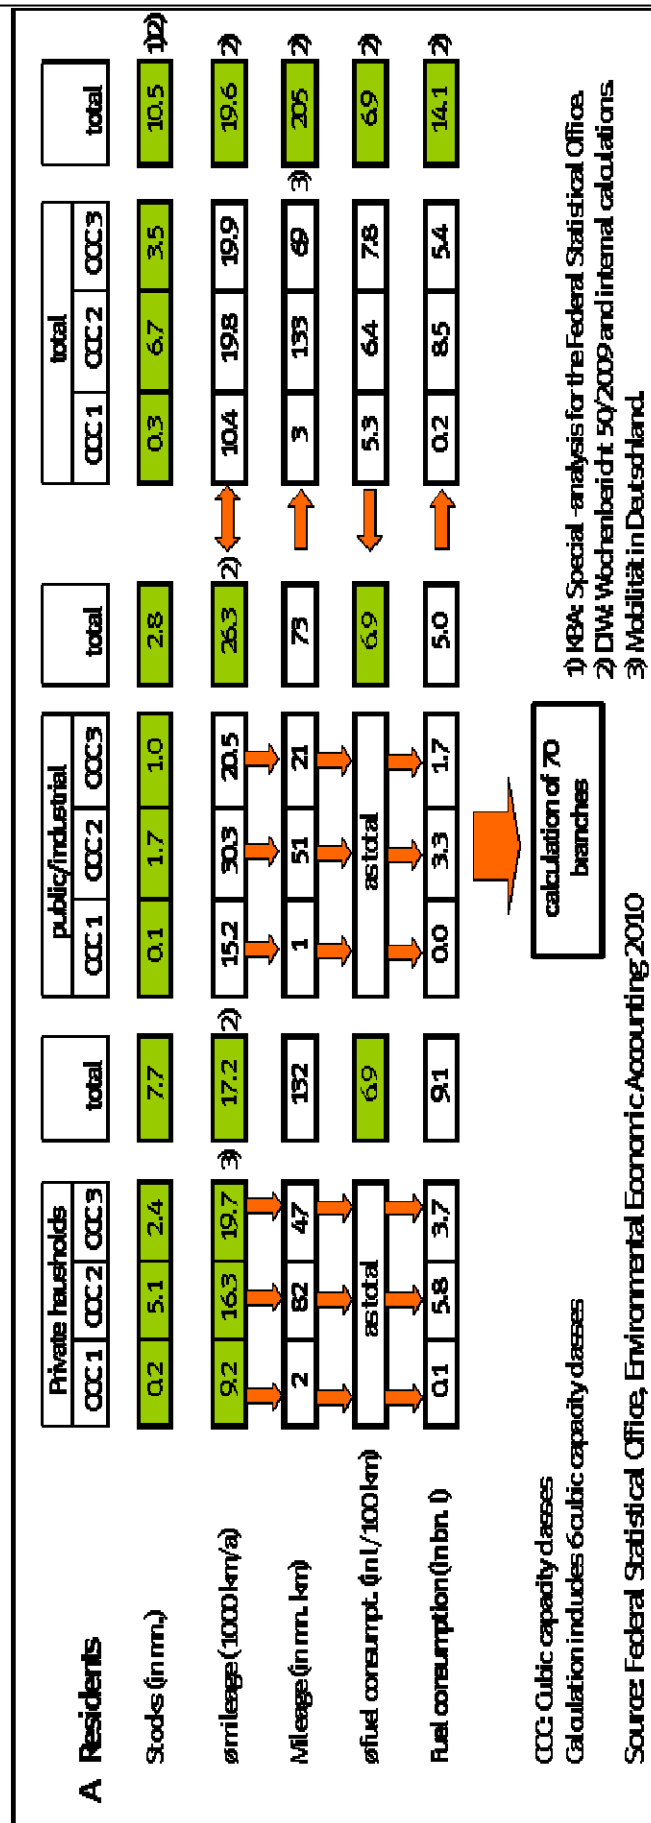 A Residents
Private hausholds total public/industrial total total total
CCC 1 CCC 2 CCC 3 CCC 1 CCC 2 CCC 3 CCC 1 CCC 2 CCC 3
Stocks (in mn.) 0.2 5.1 2.4 7.7 0.1 1.7 1.0 2.8 0.3 6.7 3.5 10.5 1)2)
ø mileage (1000 km/a) 9.2 16.3 19.7 3) 17.2 2) 15.2 30.3 20.5 26.3 2) 10.4 19.8 19.9 19.6 2)
Mileage (in mn. km) 2 82 47 132 1 51 21 73 3 133 69 3) 205 2)
ø fuel consumpt. (in l / 100 km) as total 6.9 as total 6.9 5.3 6.4 7.8 6.9 2)
Fuel consumption (in bn. l) 0.1 5.8 3.7 9.1 0.0 3.3 1.7 5.0 0.2 8.5 5.4 14.1 2)
calculation of 70
branches
CCC: Cubic capacity classes
Calculation includes 6 cubic capacity classes
1) KBA: Special -analysis for the Federal Statistical Office.
2) DIW: Wochenbericht 50/2009 and internal calculations.
3) Mobilität in Deutschland.
Source: Federal Statistical Office, Environmental Economic Accounting 2010